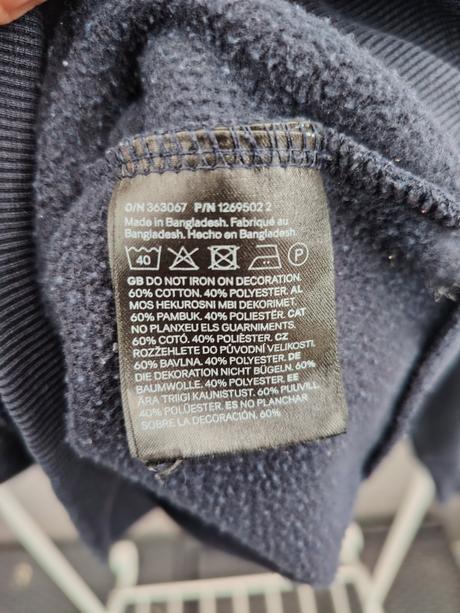 O/N 363067 P/N 1269502 2
Made in Bangladesh. Fabriqué au
Bangladesh. Hecho en Bangladesh.
40 P
GB DO NOT IRON ON DECORATION.
60% COTTON. 40% POLYESTER. AL
MOS HEKUROSNI MBI DEKORIMET.
60% PAMBUK. 40% POLIESTËR. CAT
NO PLANXEU ELS GUARNIMENTS.
60% COTÓ. 40% POLIÈSTER. CZ
ROZŽEHLETE DO PŮVODNÍ VELIKOSTI.
60% BAVLNA. 40% POLYESTER. DE
DIE DEKORATION NICHT BÜGELN. 60%
BAUMWOLLE. 40% POLYESTER. EE
ÄRA TRIIGI KAUNISTUST. 60% PUUVILL.
40% POLÜESTER. ES NO PLANCHAR
SOBRE LA DECORACIÓN. 60%